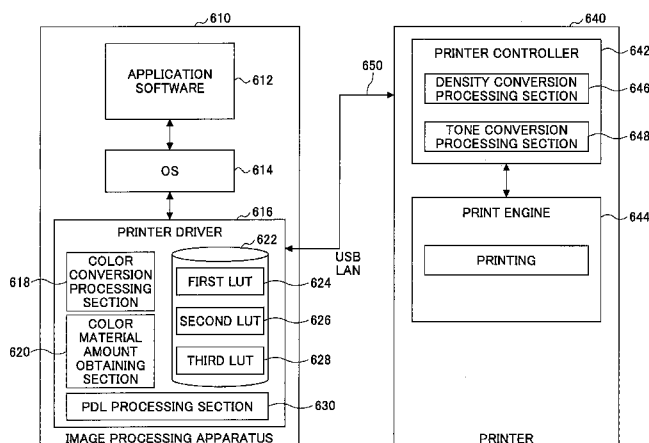 610
640
APPLICATION
SOFTWARE
612
OS
614
616
PRINTER DRIVER
622
618
COLOR
CONVERSION
PROCESSING
SECTION
FIRST LUT
624
620
COLOR
MATERIAL
AMOUNT
OBTAINING
SECTION
SECOND LUT
626
THIRD LUT
628
PDL PROCESSING SECTION
630
IMAGE PROCESSING APPARATUS
650
USB
LAN
PRINTER CONTROLLER
642
DENSITY CONVERSION
PROCESSING SECTION
646
TONE CONVERSION
PROCESSING SECTION
648
PRINT ENGINE
644
PRINTING
PRINTER